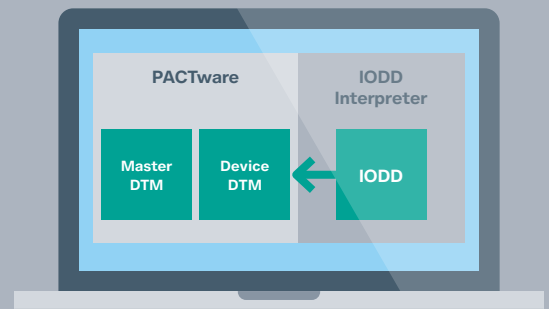 PACTware
IODD
Interpreter
Master
DTM
Device
DTM
IODD